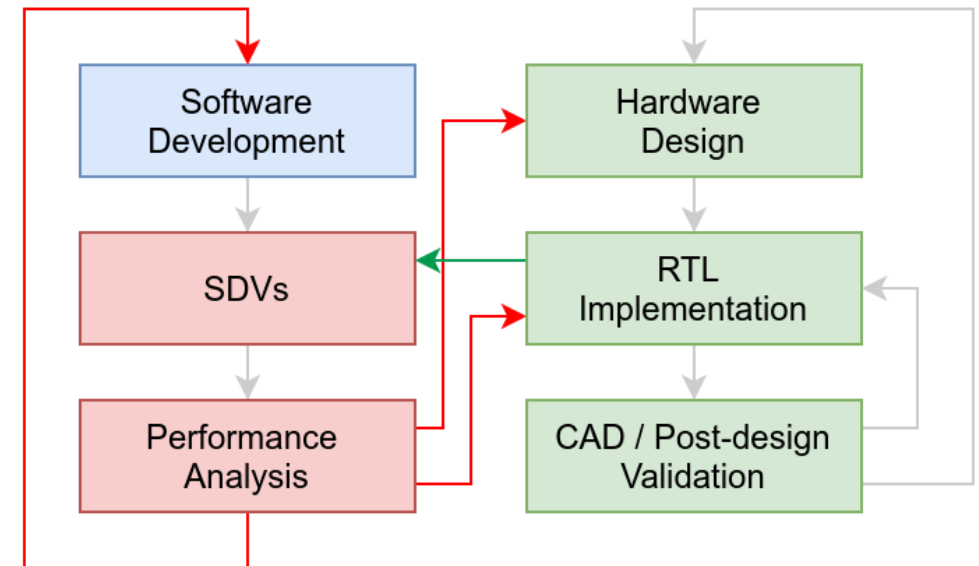 Software
Development
Hardware
Design
SDVs
RTL
Implementation
Performance
Analysis
CAD / Post-design
Validation